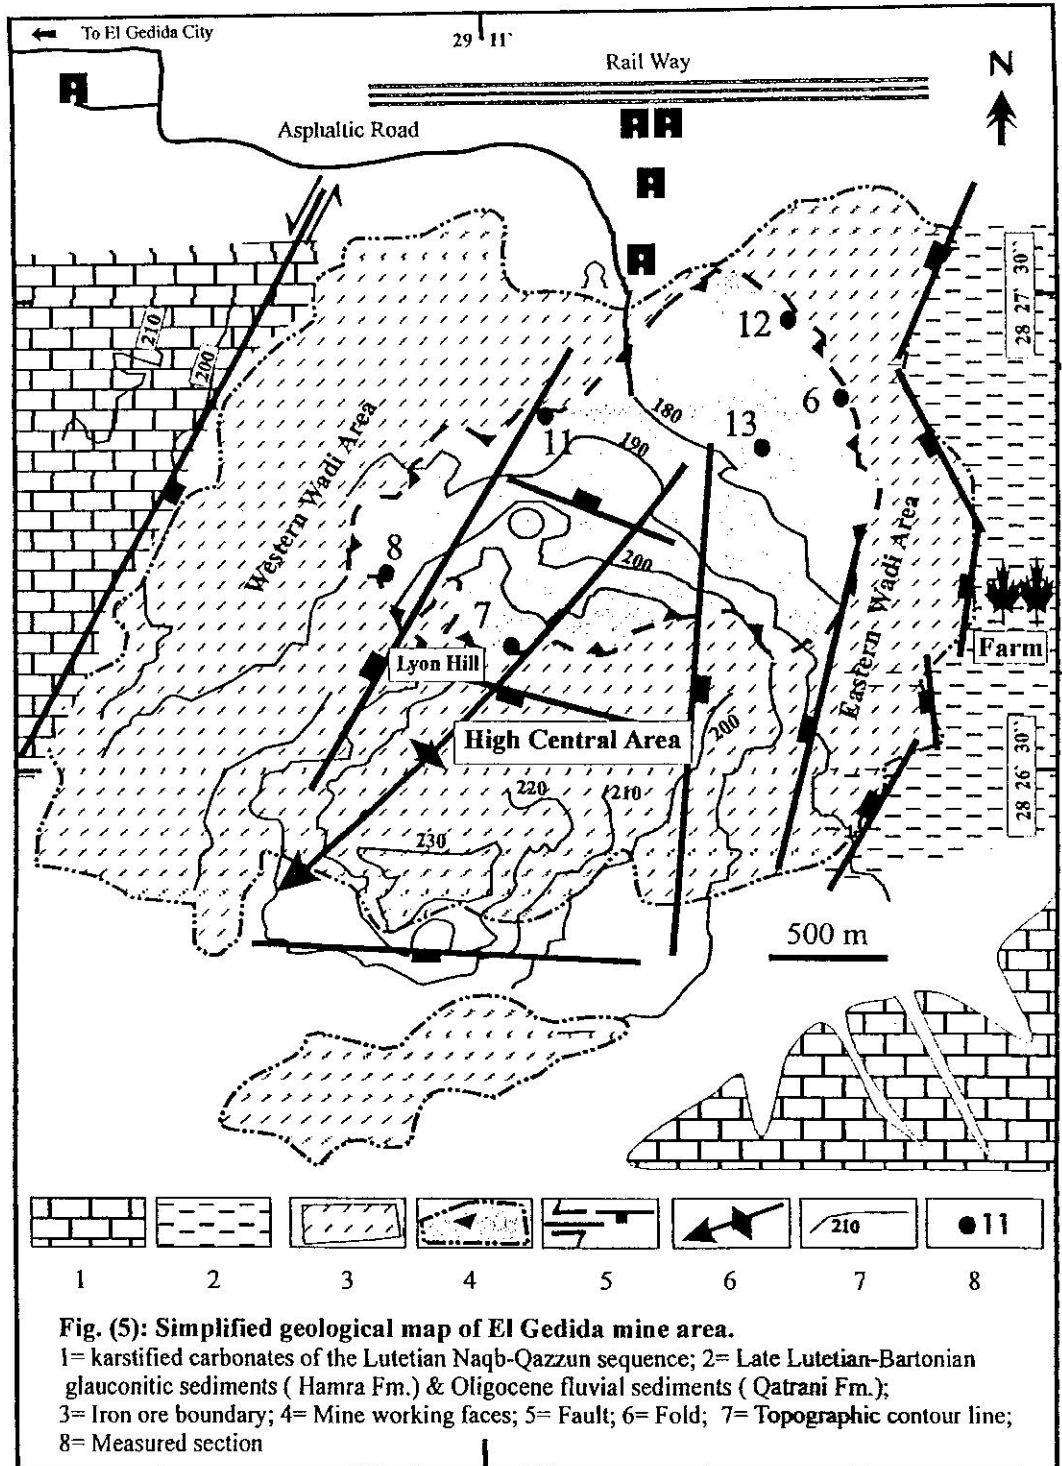 To El Gedida City
29 11`
Rail Way
N
Asphaltic Road
28 27` 30``
12
210
200
6
180
13
11
190
Western Wadi Area
8
200
Eastern Wadi Area
7
Farm
Lyon Hill
High Central Area
200
28 26` 30``
220
210
230
500 m
210
11
1 2 3 4 5 6 7 8
Fig. (5): Simplified geological map of El Gedida mine area.
1= karstified carbonates of the Lutetian Naqb-Qazzun sequence; 2= Late Lutetian-Bartonian
glauconitic sediments ( Hamra Fm.) & Oligocene fluvial sediments ( Qatrani Fm.);
3= Iron ore boundary; 4= Mine working faces; 5= Fault; 6= Fold; 7= Topographic contour line;
8= Measured section